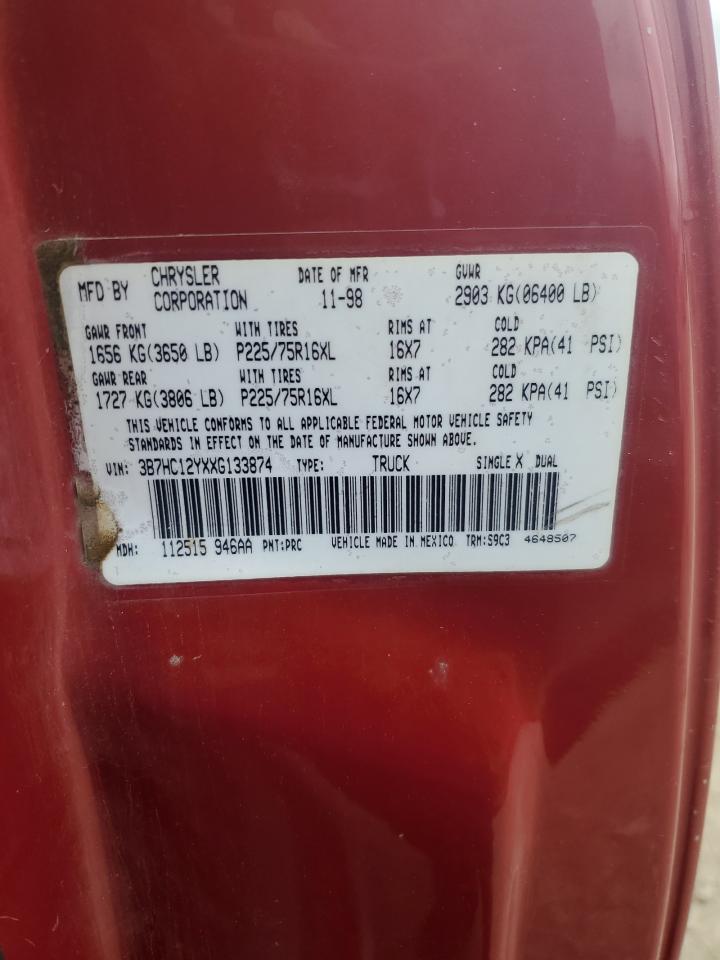 MFD BY CHRYSLER CORPORATION DATE OF MFR 11-98 GVWR 2903 KG(06400 LB)
GAWR FRONT WITH TIRES RIMS AT COLD
1656 KG(3650 LB) P225/75R16XL 16X7 282 KPA(41 PSI)
GAWR REAR WITH TIRES RIMS AT COLD
1727 KG(3806 LB) P225/75R16XL 16X7 282 KPA(41 PSI)
THIS VEHICLE CONFORMS TO ALL APPLICABLE FEDERAL MOTOR VEHICLE SAFETY
STANDARDS IN EFFECT ON THE DATE OF MANUFACTURE SHOWN ABOVE.
VIN: 3B7HC12YXXG133874 TYPE: TRUCK SINGLE X DUAL
MDH: 112515 946AA PNT:PRC VEHICLE MADE IN MEXICO TRM:S9C3 4648507